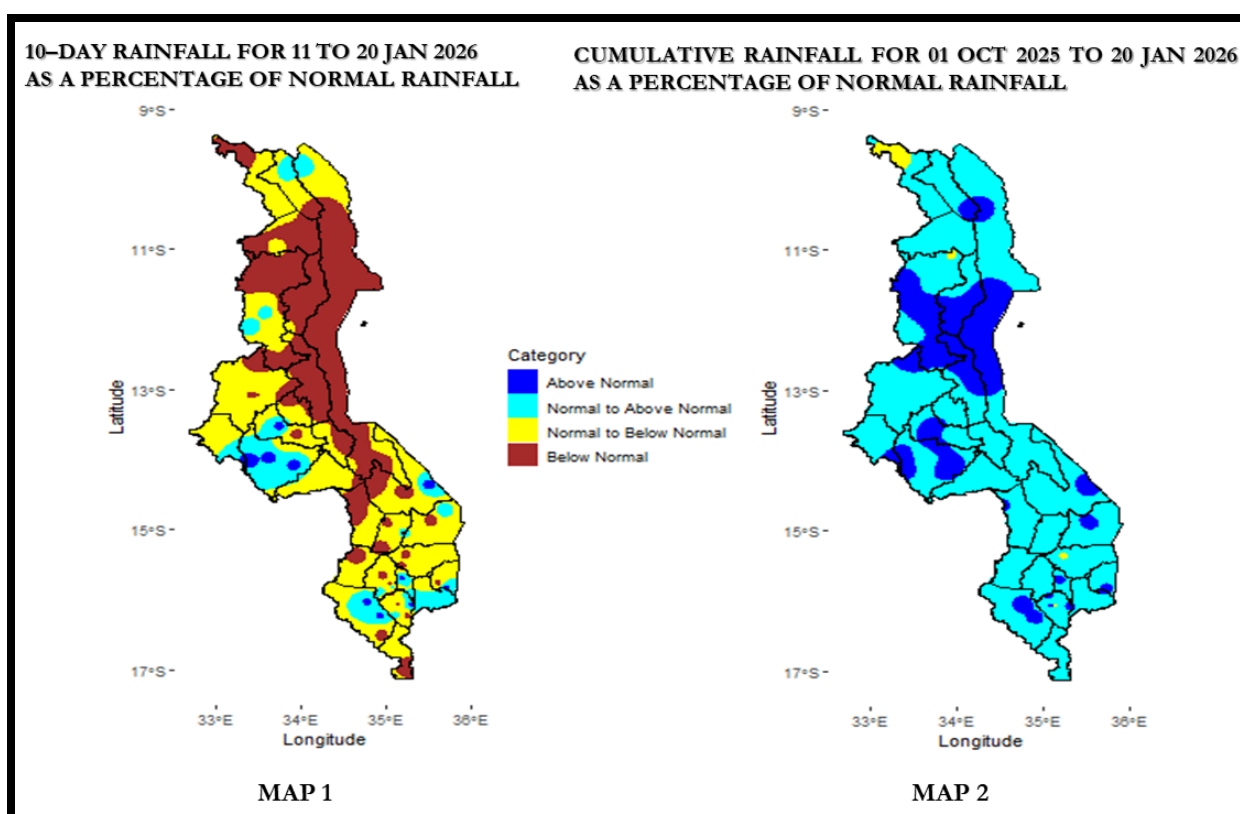 10–DAY RAINFALL FOR 11 TO 20 JAN 2026
AS A PERCENTAGE OF NORMAL RAINFALL
CUMULATIVE RAINFALL FOR 01 OCT 2025 TO 20 JAN 2026
AS A PERCENTAGE OF NORMAL RAINFALL
9°S
11°S
13°S
15°S
17°S
Latitude
33°E 34°E 35°E 36°E
Longitude
Category
Above Normal
Normal to Above Normal
Normal to Below Normal
Below Normal
9°S
11°S
13°S
15°S
17°S
Latitude
33°E 34°E 35°E 36°E
Longitude
MAP 1
MAP 2